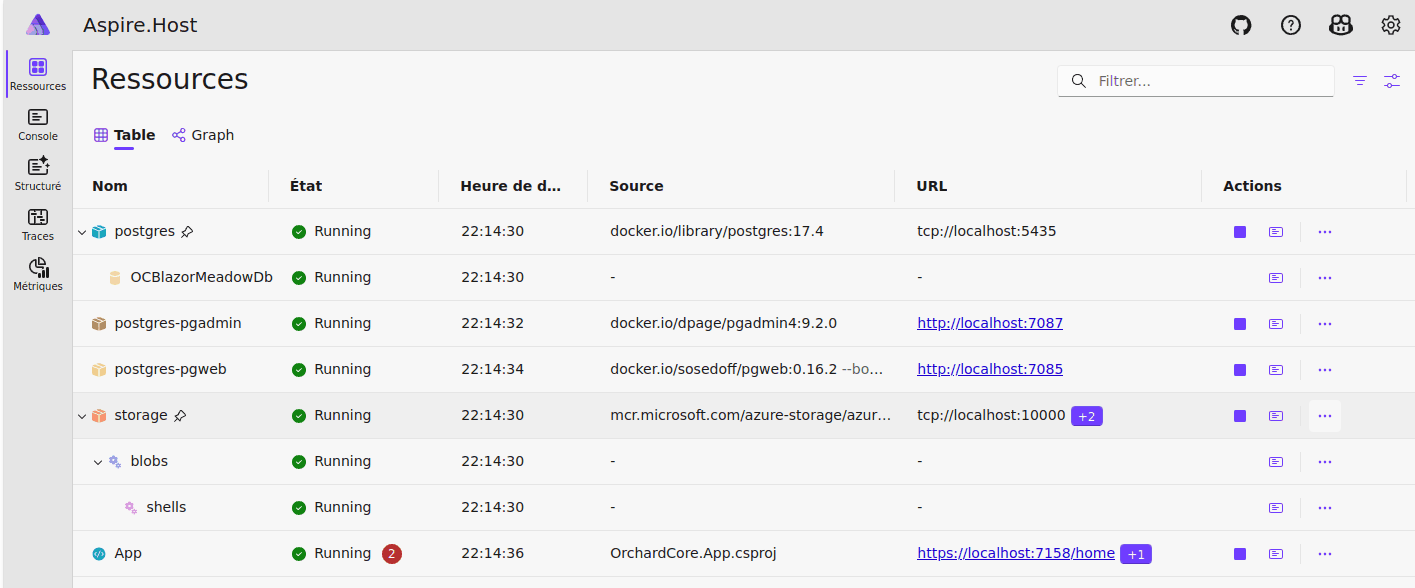 Aspire.Host
Ressources
Console
Structuré
Traces
Métriques
Ressources
Filtrer...
Table Graph
Nom État Heure de d... Source URL Actions
postgres Running 22:14:30 docker.io/library/postgres:17.4 tcp://localhost:5435
OCBlazorMeadowDb Running 22:14:30 - -
postgres-pgadmin Running 22:14:32 docker.io/dpage/pgadmin4:9.2.0 http://localhost:7087
postgres-pgweb Running 22:14:34 docker.io/sosedoff/pgweb:0.16.2 --bo... http://localhost:7085
storage Running 22:14:30 mcr.microsoft.com/azure-storage/azur... tcp://localhost:10000 +2
blobs Running 22:14:30 - -
shells Running 22:14:30 - -
App Running 2 22:14:36 OrchardCore.App.csproj https://localhost:7158/home +1